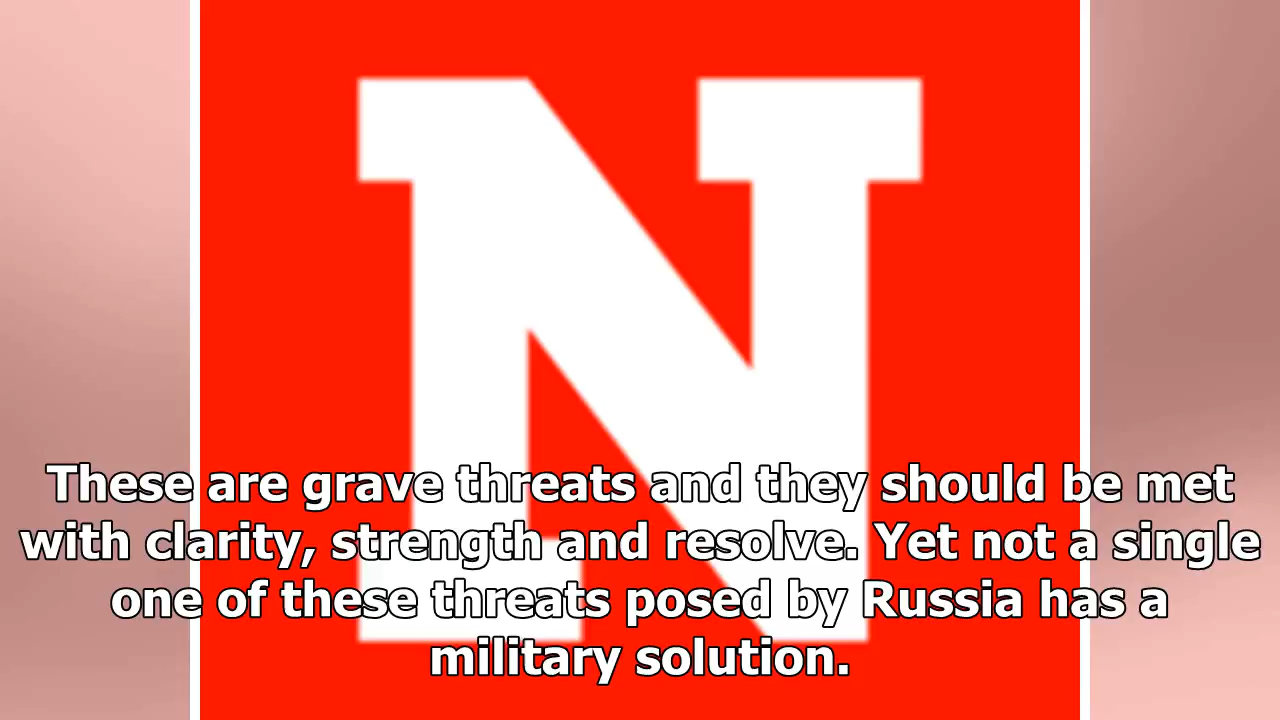 N
These are grave threats and they should be met
with clarity, strength and resolve. Yet not a single
one of these threats posed by Russia has a
military solution.